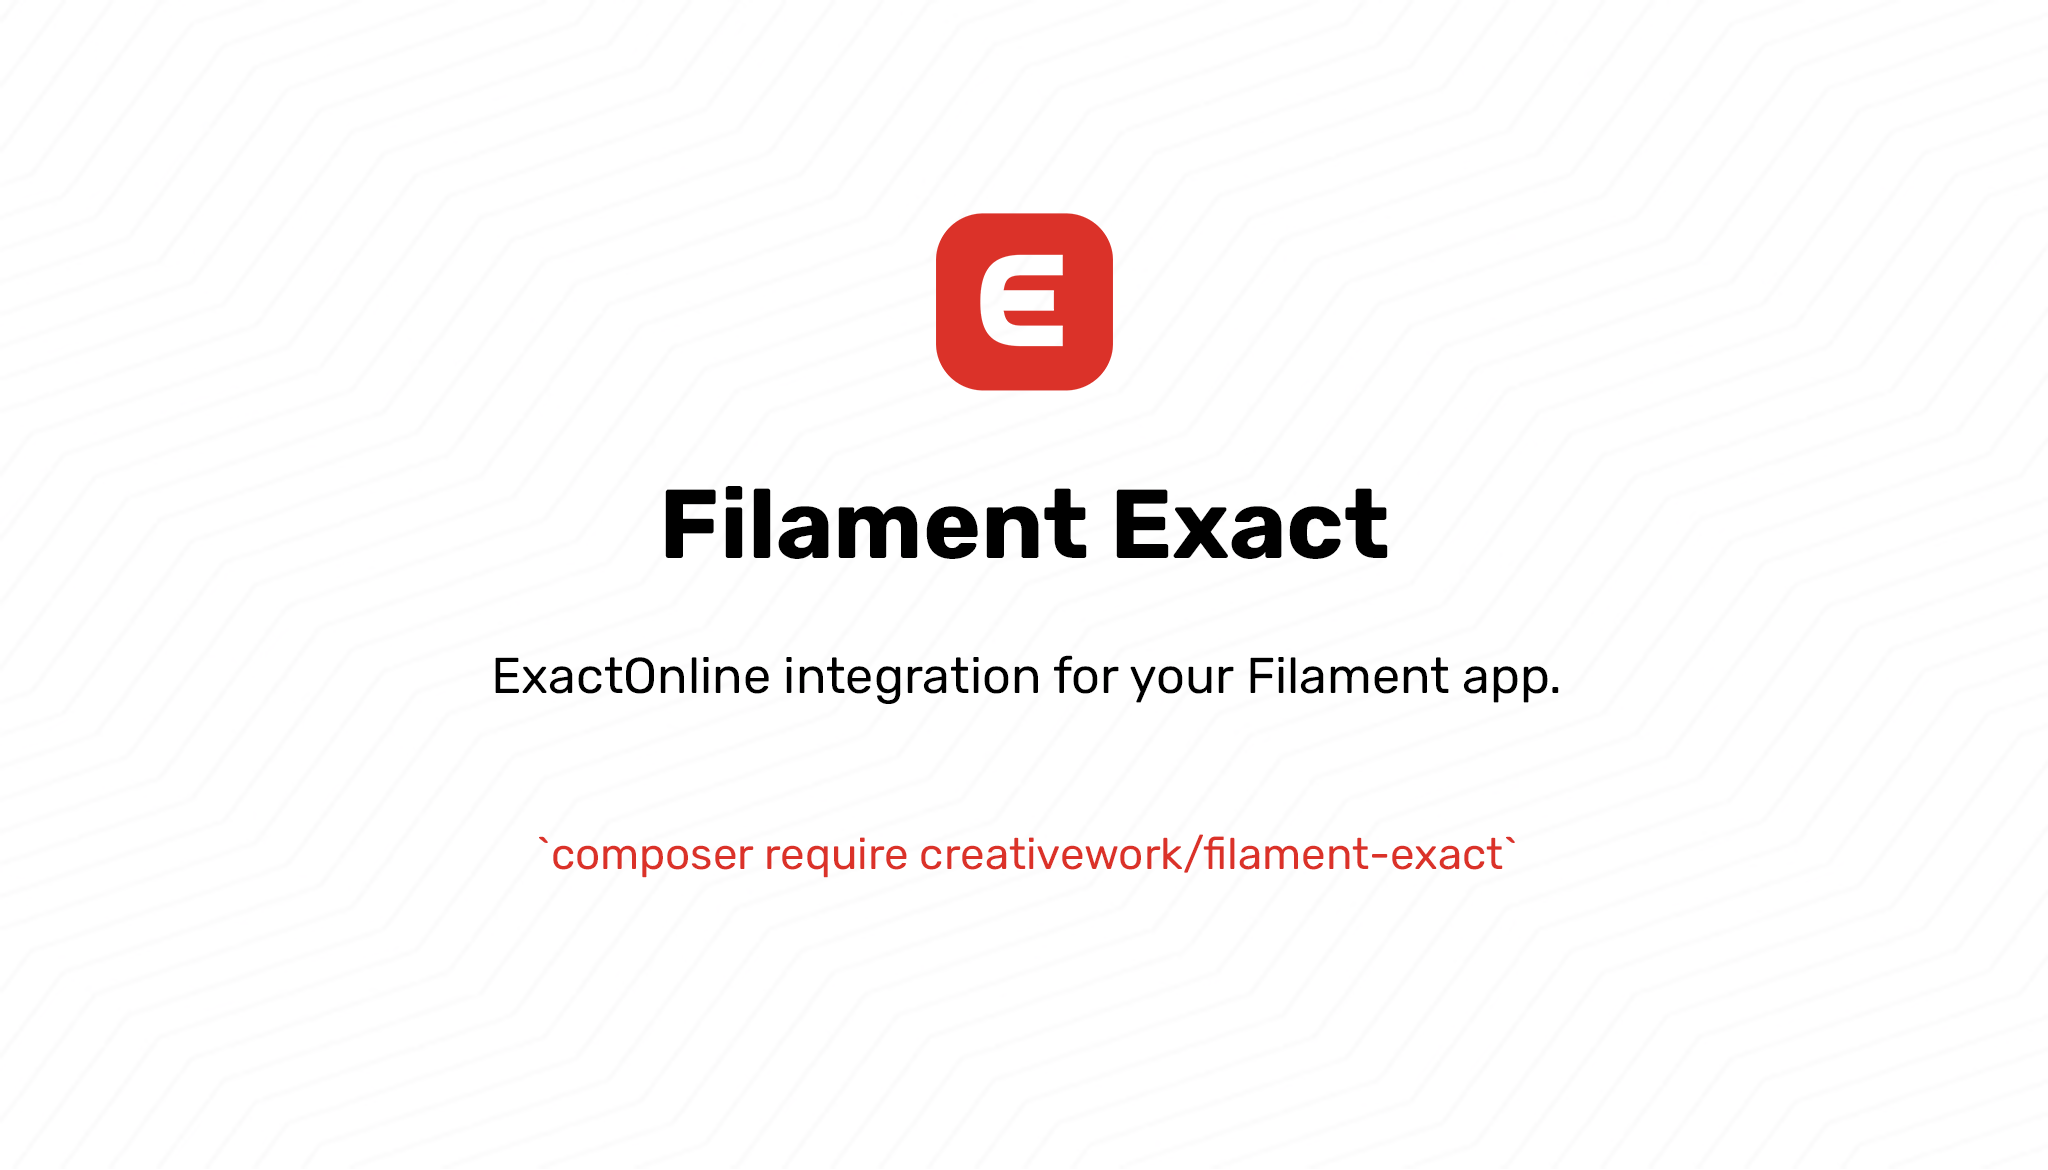 E
Filament Exact
ExactOnline integration for your Filament app.
`composer require creativework/filament-exact`